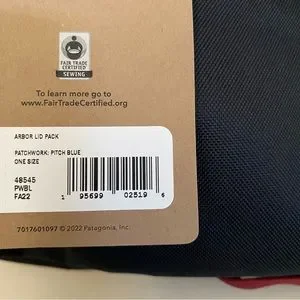 FAIR TRADE
CERTIFIED
SEWING
To learn more go to
www.FairTradeCertified.org
ARBOR LID PACK
PATCHWORK: PITCH BLUE
ONE SIZE
48545
PWBL
FA22
1 95699 02519 6
7017601097 © 2022 Patagonia, Inc.